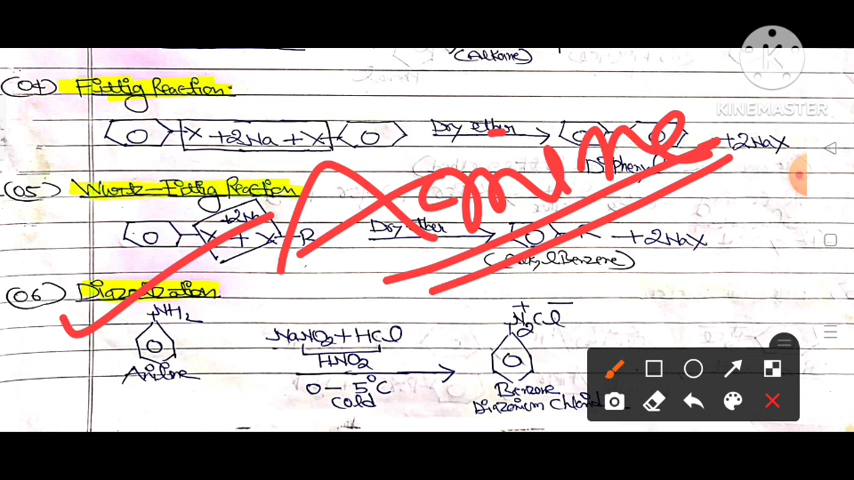 (Alkane)
KINEMASTER
(04) Fittig Reaction:
X + 2Na + X Dry ether + 2NaX
Diphenyl
(05) Wurtz-Fittig Reaction
Amine
+2Na
X + X - R Dry ether R + 2NaX
(Alkyl Benzene)
(06) Diazotization
NH2 NaNO2 + HCl N2Cl + −
HNO2
Aniline 0 - 5°C Benzene
Cold Diazonium Chlorid